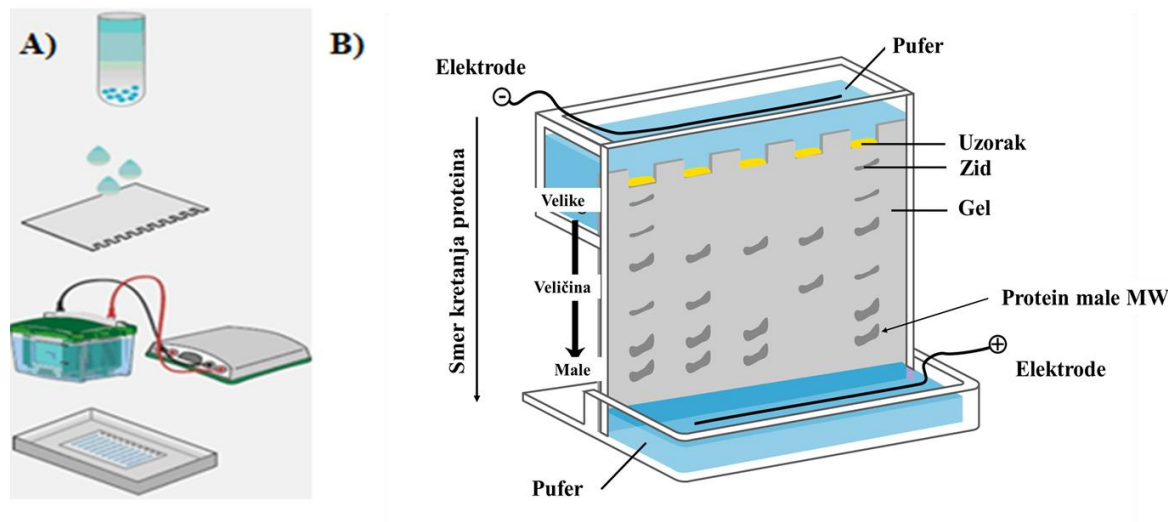 A)
B)
Pufer
Elektrode
-
Uzorak
Zid
Gel
Velike
Veličina
Male
Smer kretanja proteina
Protein male MW
+
Elektrode
Pufer